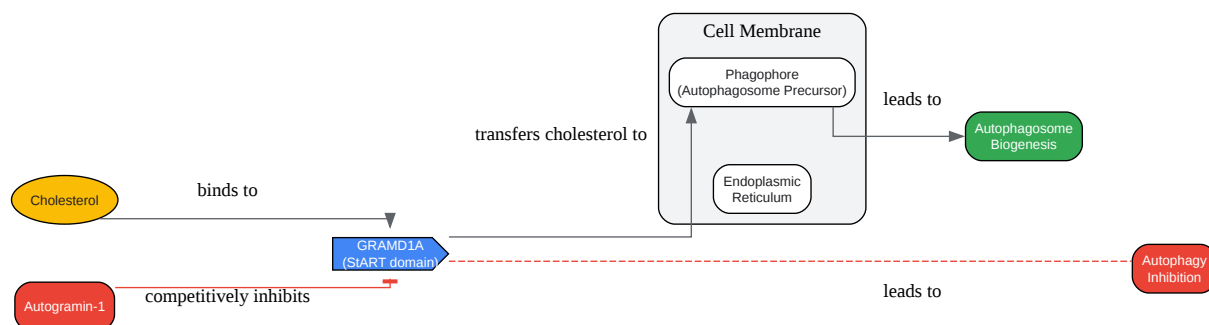 Cell Membrane
Phagophore
(Autophagosome Precursor)
leads to
transfers cholesterol to
Autophagosome
Biogenesis
Endoplasmic
Reticulum
binds to
Cholesterol
GRAMD1A
(StART domain)
Autophagy
Inhibition
competitively inhibits
leads to
Autogramin-1